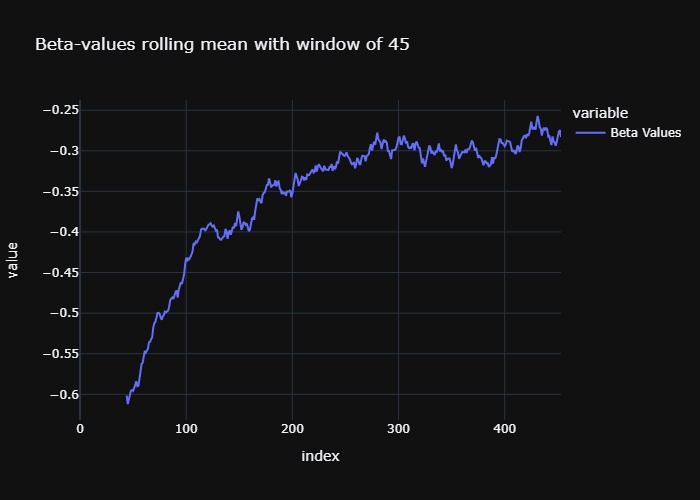 Beta-values rolling mean with window of 45
variable
Beta Values
value
−0.25
−0.3
−0.35
−0.4
−0.45
−0.5
−0.55
−0.6
0 100 200 300 400
index